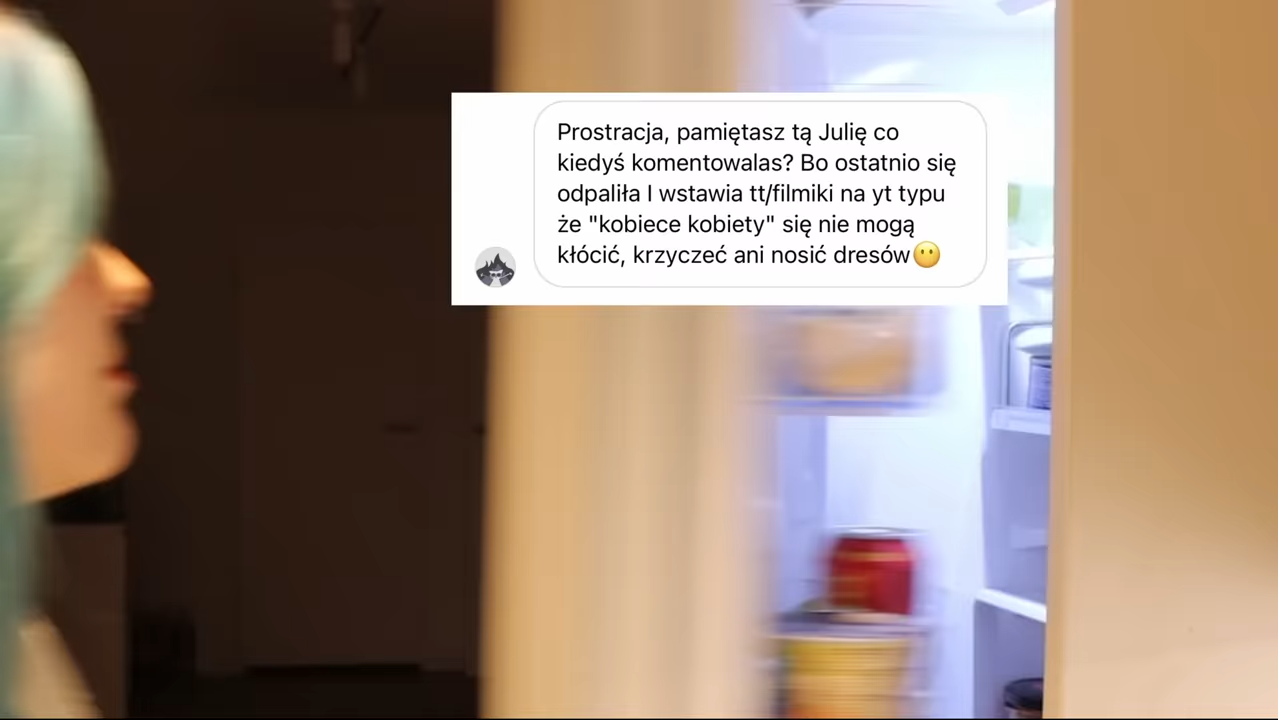 Prostracja, pamiętasz tą Julię co
kiedyś komentowalas? Bo ostatnio się
odpaliła I wstawia tt/filmiki na yt typu
że "kobiece kobiety" się nie mogą
kłócić, krzyczeć ani nosić dresów😶